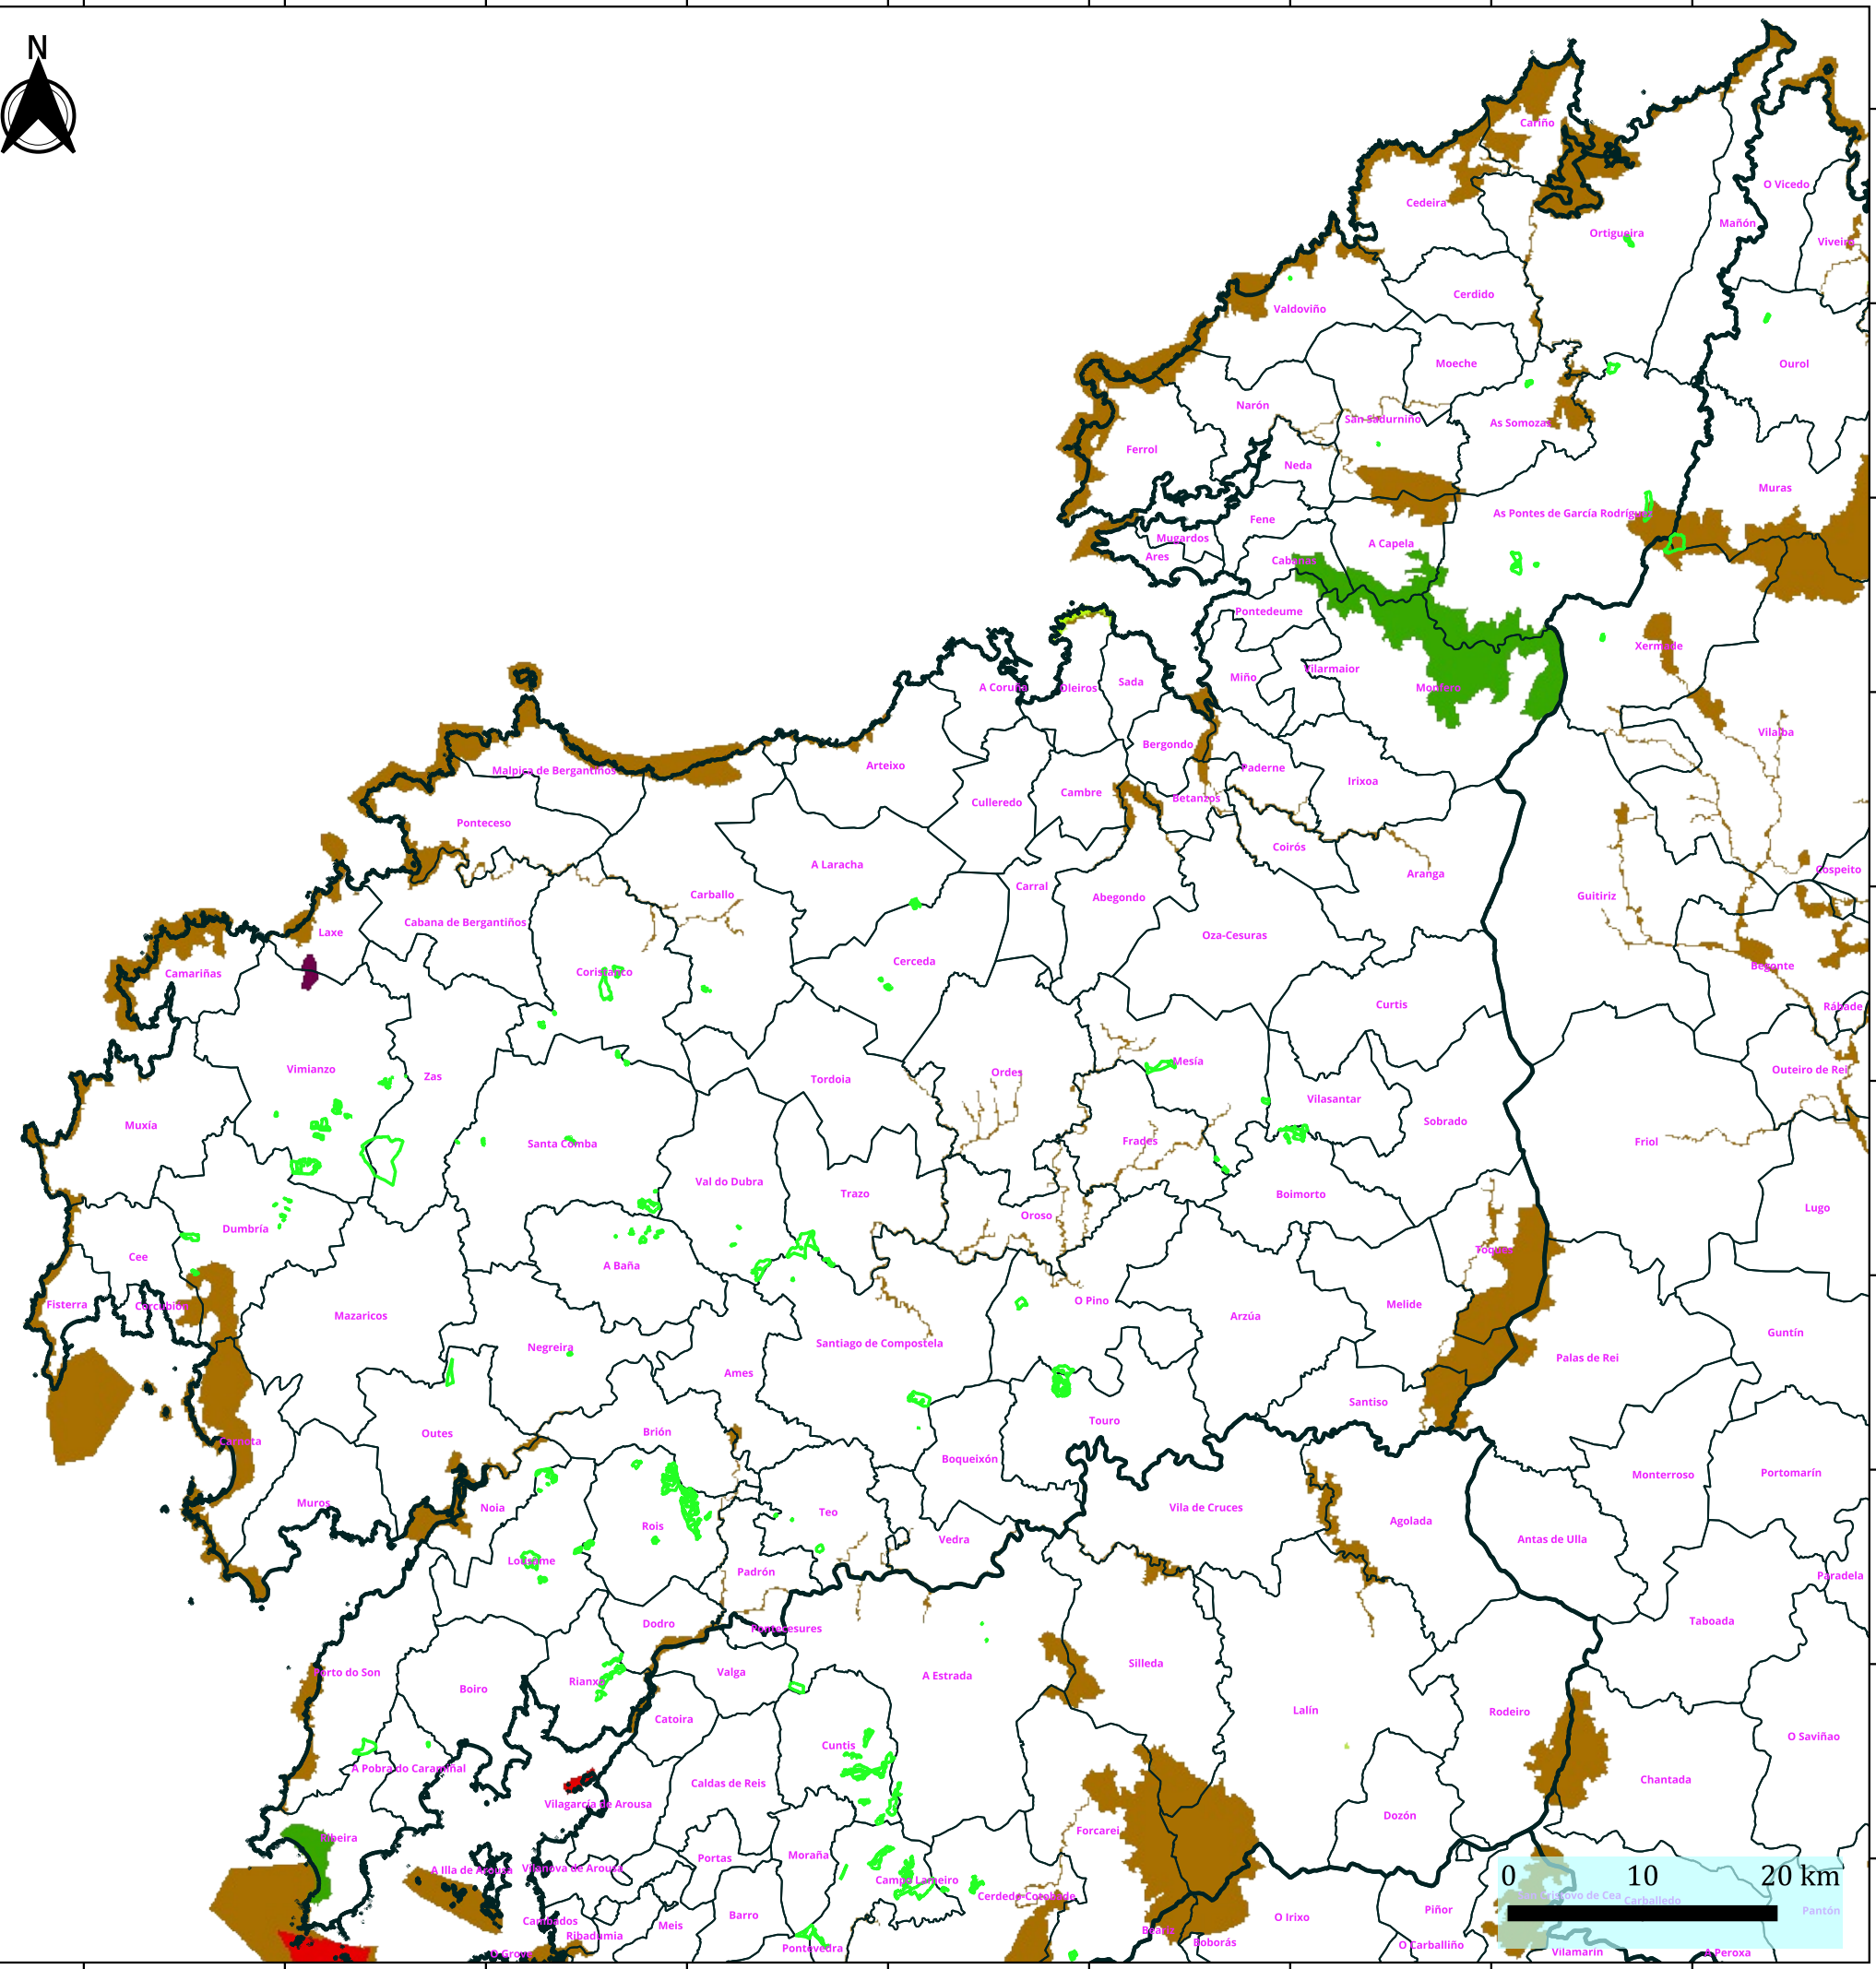 N
Cariño
O Vicedo
Cedeira
Mañón
Ortigueira
Viveiro
Cerdido
Valdoviño
Moeche
Ourol
Narón
San Sadurniño
As Somozas
Ferrol
Neda
Muras
As Pontes de García Rodríguez
Fene
Mugardos
A Capela
Ares
Cabanas
Pontedeume
Xermade
Vilarmaior
Miño
Sada
A Coruña
Oleiros
Monfero
Vilalba
Bergondo
Arteixo
Paderne
Malpica de Bergantiños
Irixoa
Cambre
Betanzos
Culleredo
Ponteceso
Coirós
A Laracha
Cospeito
Aranga
Carral
Carballo
Guitiriz
Abegondo
Cabana de Bergantiños
Laxe
Oza-Cesuras
Cerceda
Begonte
Coristanco
Camariñas
Curtis
Rábade
Mesía
Vimianzo
Outeiro de Rei
Ordes
Zas
Tordoia
Vilasantar
Sobrado
Muxía
Frades
Friol
Santa Comba
Val do Dubra
Trazo
Boimorto
Lugo
Oroso
Dumbría
Toques
Cee
A Baña
O Pino
Fisterra
Corcubión
Melide
Mazaricos
Arzúa
Guntín
Santiago de Compostela
Negreira
Palas de Rei
Ames
Santiso
Touro
Brión
Outes
Carnota
Boqueixón
Monterroso
Portomarín
Muros
Noia
Vila de Cruces
Teo
Agolada
Rois
Vedra
Antas de Ulla
Lousame
Padrón
Paradela
Taboada
Dodro
Pontecesures
Silleda
Porto do Son
Valga
A Estrada
Rianxo
Boiro
Lalín
Rodeiro
Catoira
O Saviñao
Cuntis
A Pobra do Caramiñal
Chantada
Caldas de Reis
Vilagarcía de Arousa
Dozón
Forcarei
Ribeira
Moraña
Portas
A Illa de Arousa
Vilanova de Arousa
0 10 20 km
Campo Lameiro
Cerdedo-Cotobade
San Cristovo de Cea
Carballedo
Piñor
Pantón
Barro
O Irixo
Cambados
Meis
Beariz
Ribadumia
Boborás
O Carballiño
Pontevedra
O Grove
Vilamarín
A Peroxa